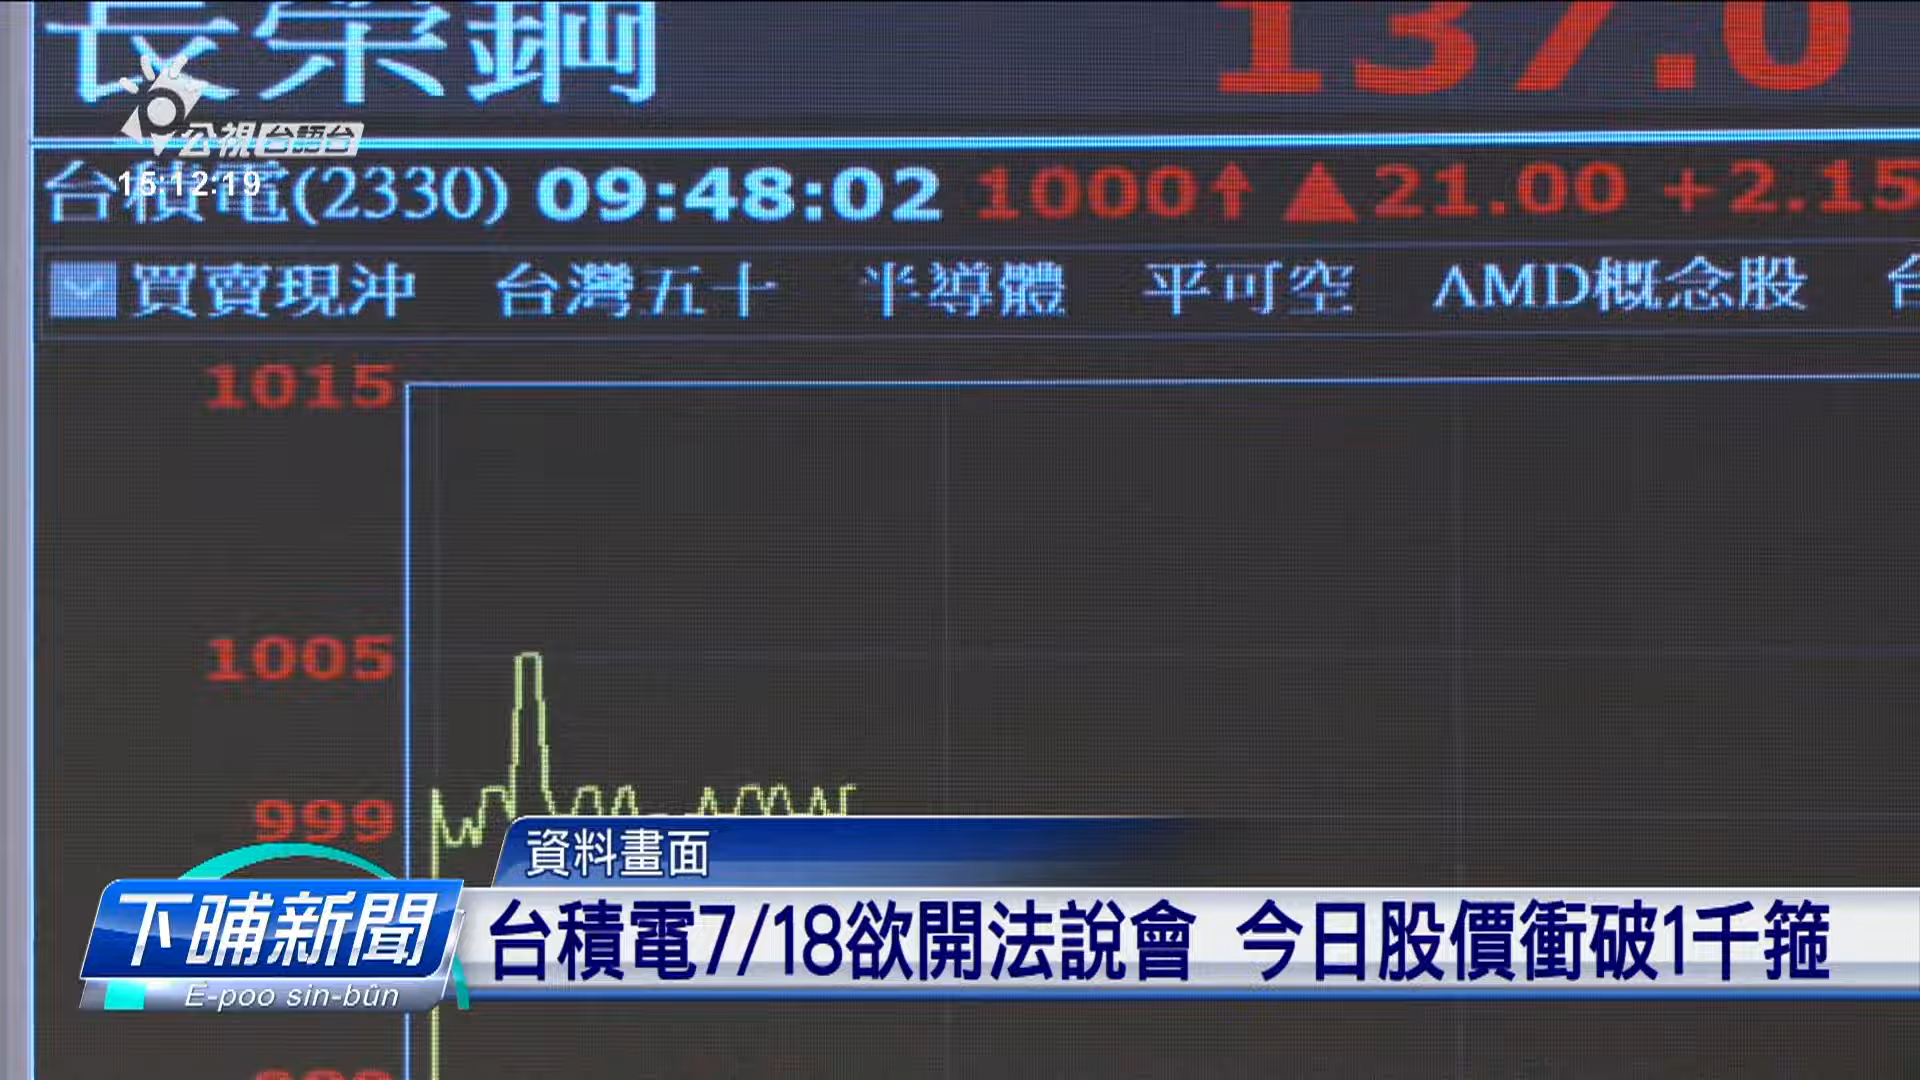 長榮鋼 137.0
公視台語台
15:12:19
台積電(2330) 09:48:02 1000↑ ▲21.00 +2.15
買賣現沖 台灣五十 半導體 平可空 AMD概念股 台
1015
1005
999
資料畫面
下晡新聞
E-poo sin-bûn
台積電7/18欲開法說會 今日股價衝破1千箍